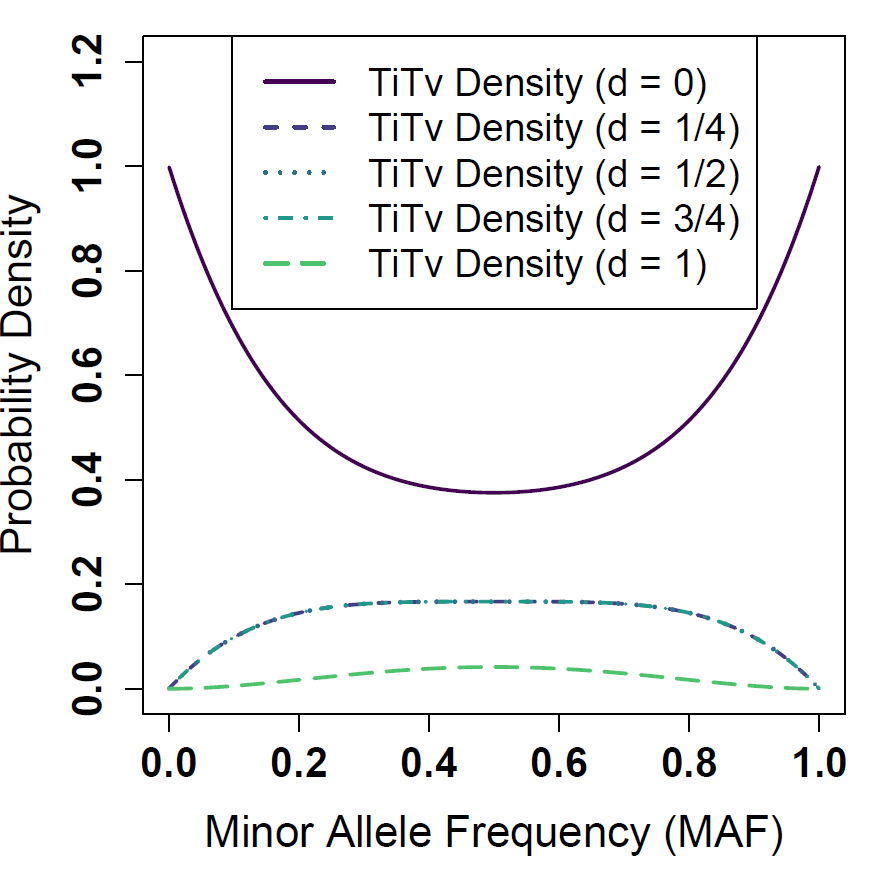 TiTv Density (d = 0)
TiTv Density (d = 1/4)
TiTv Density (d = 1/2)
TiTv Density (d = 3/4)
TiTv Density (d = 1)
Probability Density
1.2
1.0
0.8
0.6
0.4
0.2
0.0
0.0 0.2 0.4 0.6 0.8 1.0
Minor Allele Frequency (MAF)